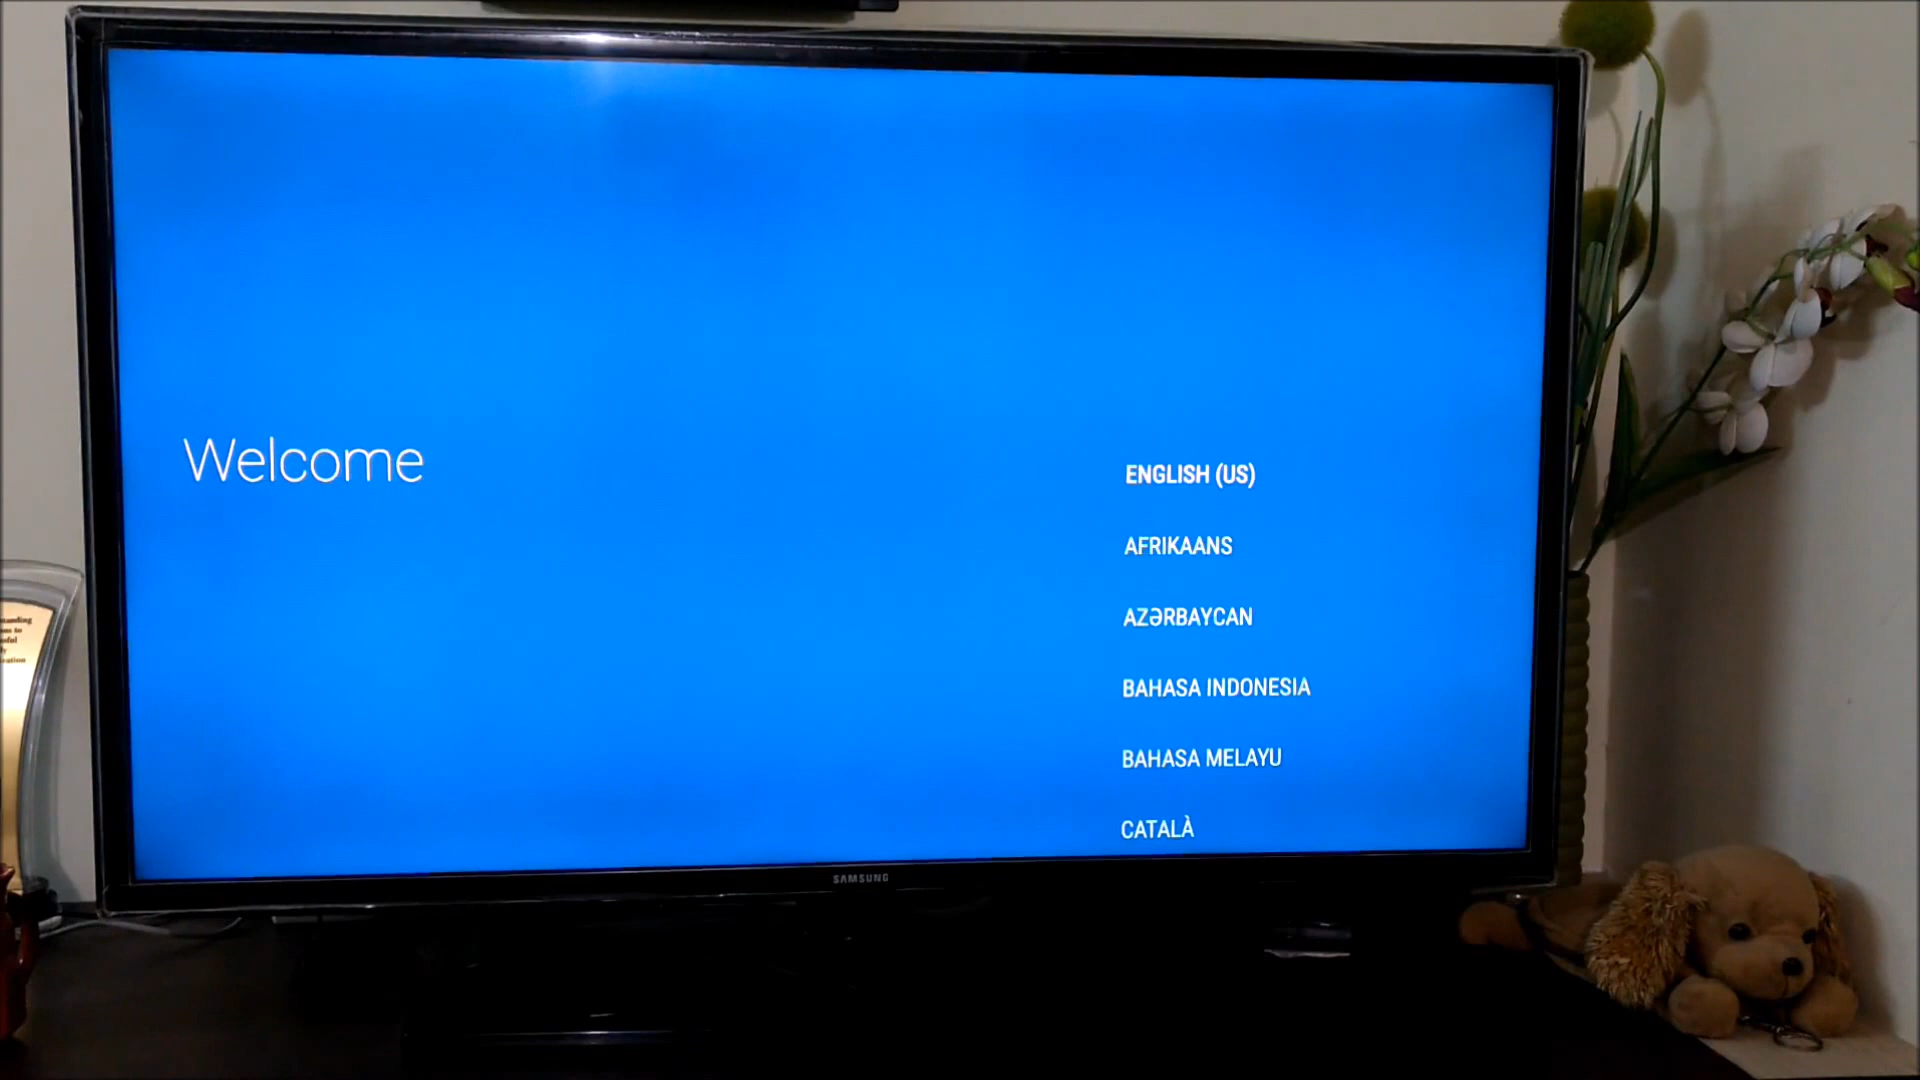 Welcome
ENGLISH (US)
AFRIKAANS
AZƏRBAYCAN
BAHASA INDONESIA
BAHASA MELAYU
CATALÀ
SAMSUNG